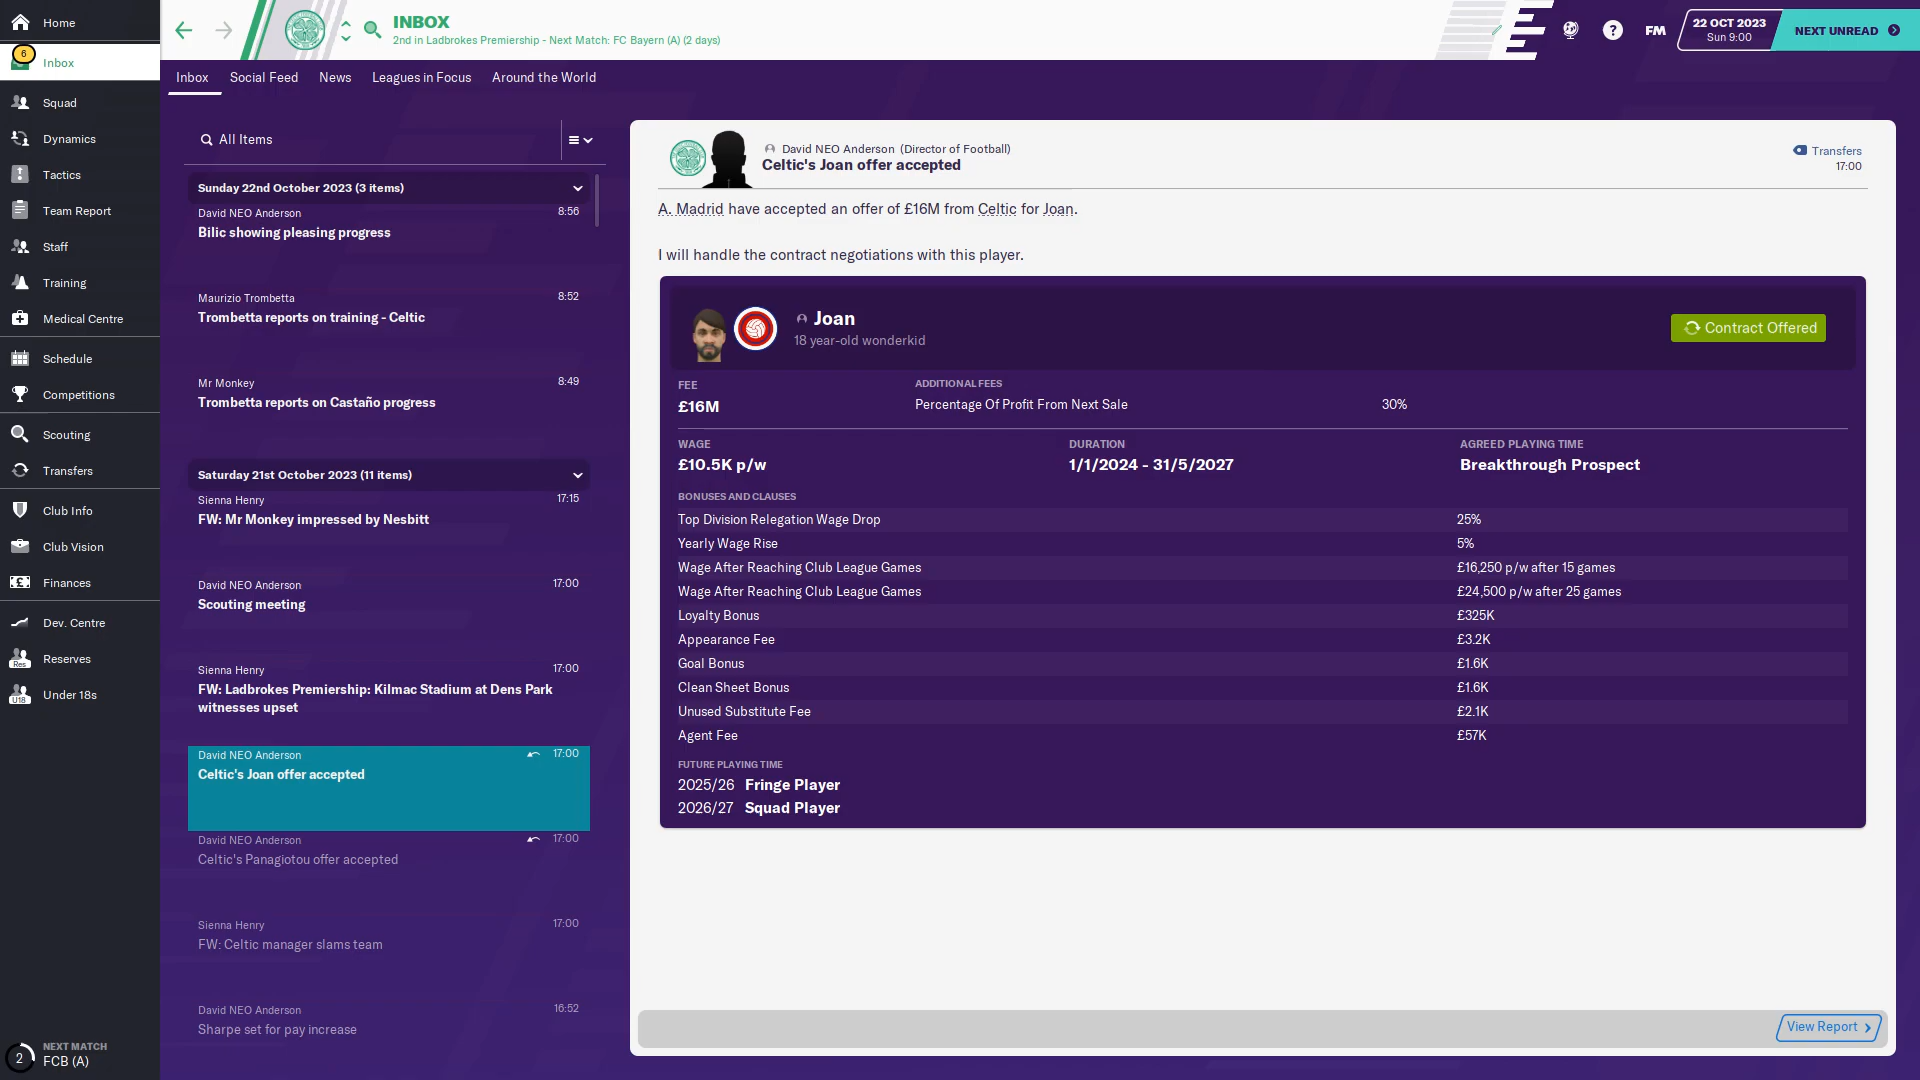 Home
6
Inbox
Squad
Dynamics
Tactics
Team Report
Staff
Training
Medical Centre
Schedule
Competitions
Scouting
Transfers
Club Info
Club Vision
Finances
Dev. Centre
Res
Reserves
U18
Under 18s
2
NEXT MATCH
FCB (A)
INBOX
2nd in Ladbrokes Premiership - Next Match: FC Bayern (A) (2 days)
?
FM
22 OCT 2023
Sun 9:00
NEXT UNREAD
Inbox Social Feed News Leagues in Focus Around the World
All Items
Sunday 22nd October 2023 (3 items)
David NEO Anderson 8:56
Bilic showing pleasing progress
Maurizio Trombetta 8:52
Trombetta reports on training - Celtic
Mr Monkey 8:49
Trombetta reports on Castaño progress
Saturday 21st October 2023 (11 items)
Sienna Henry 17:15
FW: Mr Monkey impressed by Nesbitt
David NEO Anderson 17:00
Scouting meeting
Sienna Henry 17:00
FW: Ladbrokes Premiership: Kilmac Stadium at Dens Park
witnesses upset
David NEO Anderson 17:00
Celtic's Joan offer accepted
David NEO Anderson 17:00
Celtic's Panagiotou offer accepted
Sienna Henry 17:00
FW: Celtic manager slams team
David NEO Anderson 16:52
Sharpe set for pay increase
David NEO Anderson (Director of Football)
Celtic's Joan offer accepted
Transfers
17:00
A. Madrid have accepted an offer of £16M from Celtic for Joan.
I will handle the contract negotiations with this player.
Joan
18 year-old wonderkid
Contract Offered
FEE ADDITIONAL FEES
£16M Percentage Of Profit From Next Sale 30%
WAGE DURATION AGREED PLAYING TIME
£10.5K p/w 1/1/2024 - 31/5/2027 Breakthrough Prospect
BONUSES AND CLAUSES
Top Division Relegation Wage Drop 25%
Yearly Wage Rise 5%
Wage After Reaching Club League Games £16,250 p/w after 15 games
Wage After Reaching Club League Games £24,500 p/w after 25 games
Loyalty Bonus £325K
Appearance Fee £3.2K
Goal Bonus £1.6K
Clean Sheet Bonus £1.6K
Unused Substitute Fee £2.1K
Agent Fee £57K
FUTURE PLAYING TIME
2025/26 Fringe Player
2026/27 Squad Player
View Report